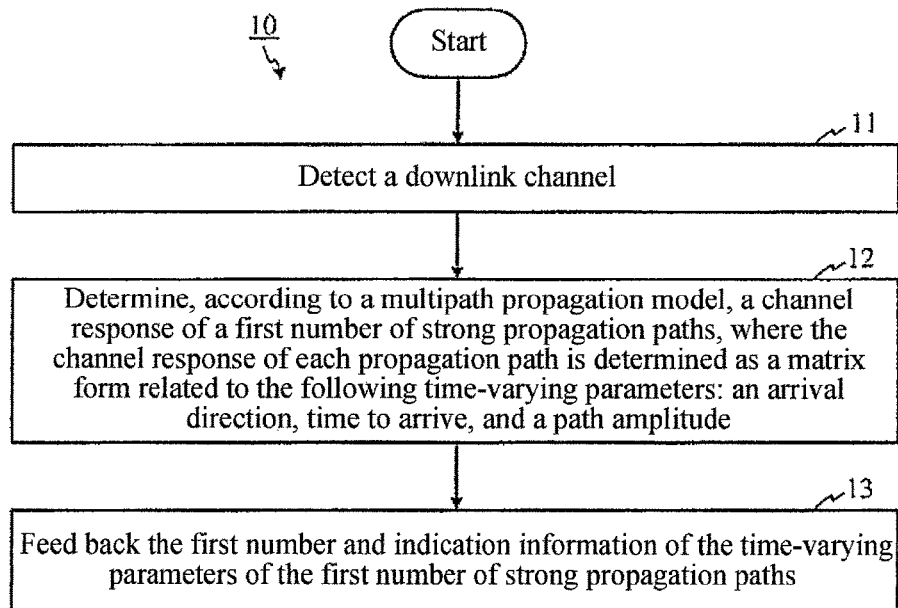 10
Start
11
Detect a downlink channel
12
Determine, according to a multipath propagation model, a channel
response of a first number of strong propagation paths, where the
channel response of each propagation path is determined as a matrix
form related to the following time-varying parameters: an arrival
direction, time to arrive, and a path amplitude
13
Feed back the first number and indication information of the time-varying
parameters of the first number of strong propagation paths